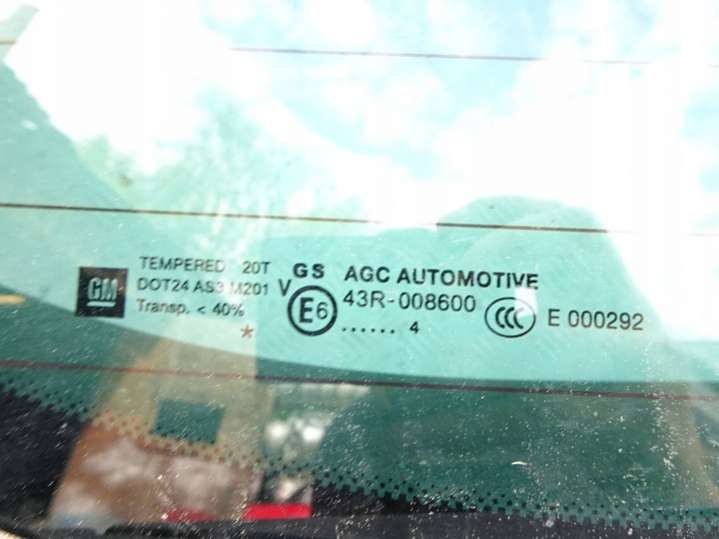 GM
TEMPERED 20T
DOT24 AS3 M201
Transp. < 40%
*
V
GS AGC AUTOMOTIVE
E6
43R-008600
...... 4
CCC
E 000292